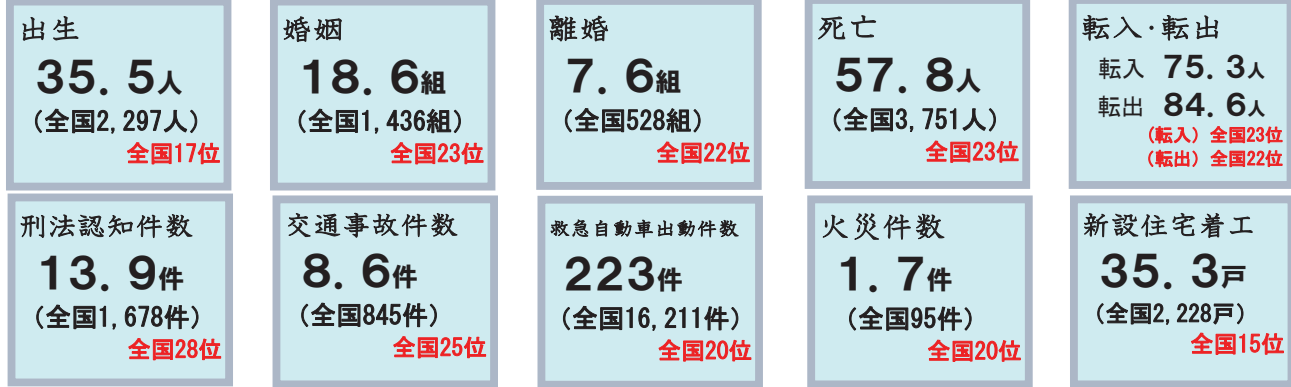 出生
35.5人
(全国2,297人)
全国17位
婚姻
18.6組
(全国1,436組)
全国23位
離婚
7.6組
(全国528組)
全国22位
死亡
57.8人
(全国3,751人)
全国23位
転入・転出
転入 75.3人
転出 84.6人
(転入) 全国23位
(転出) 全国22位
刑法認知件数
13.9件
(全国1,678件)
全国28位
交通事故件数
8.6件
(全国845件)
全国25位
救急自動車出動件数
223件
(全国16,211件)
全国20位
火災件数
1.7件
(全国95件)
全国20位
新設住宅着工
35.3戸
(全国2,228戸)
全国15位